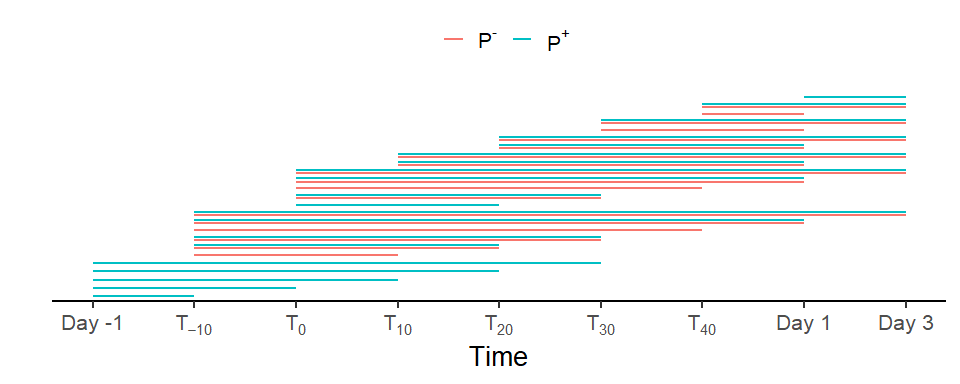 P⁻ P⁺
Day -1 T₋₁₀ T₀ T₁₀ T₂₀ T₃₀ T₄₀ Day 1 Day 3
Time